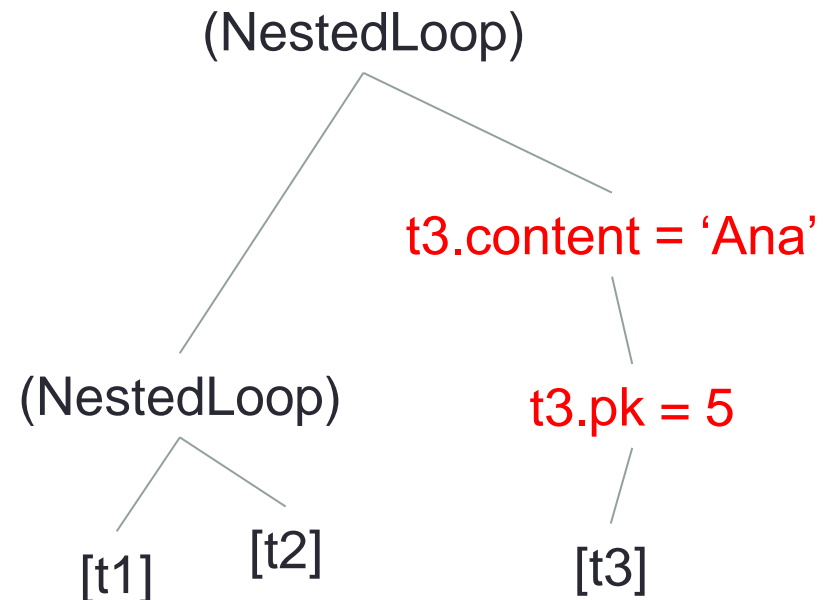 (NestedLoop)
t3.content = ‘Ana’
(NestedLoop)
t3.pk = 5
[t1]
[t2]
[t3]